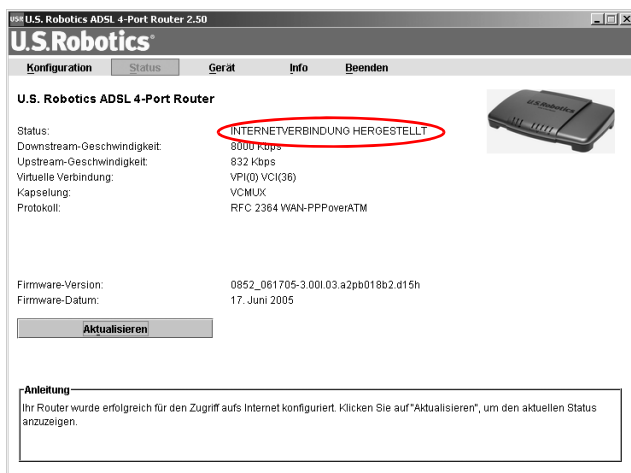 USR U.S. Robotics ADSL 4-Port Router 2.50
U.S.Robotics
Konfiguration Status Gerät Info Beenden
U.S. Robotics ADSL 4-Port Router
U.S.Robotics
Status: INTERNETVERBINDUNG HERGESTELLT
Downstream-Geschwindigkeit: 8000 Kbps
Upstream-Geschwindigkeit: 832 Kbps
Virtuelle Verbindung: VPI(0) VCI(36)
Kapselung: VCMUX
Protokoll: RFC 2364 WAN-PPPoverATM
Firmware-Version: 0852_061705-3.00l.03.a2pb018b2.d15h
Firmware-Datum: 17. Juni 2005
Aktualisieren
Anleitung
Ihr Router wurde erfolgreich für den Zugriff aufs Internet konfiguriert. Klicken Sie auf "Aktualisieren", um den aktuellen Status
anzuzeigen.